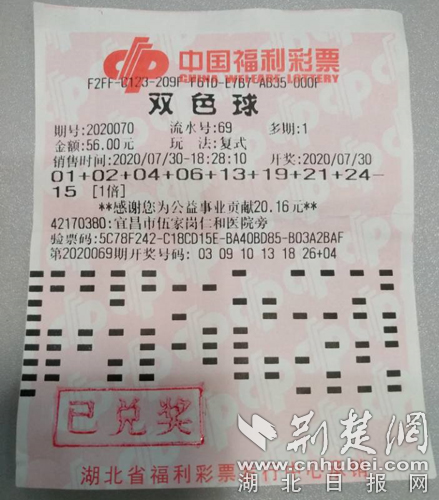 中国福利彩票
CHINA WELFARE LOTTERY
双色球
期号:2020070 流水号:69 多期:1
金额:56.00元 玩法:复式
销售时间:2020/07/30-18:28:10 开奖:2020/07/30
01+02+04+06+13+19+21+24-
15 [1倍]
**感谢您为公益事业贡献20.16元**
42170380:宜昌市伍家岗仁和医院旁
验票码:5C78F242-C18CD15E-BA40BD85-B03A2BAF
第2020069期开奖号码: 03 09 10 13 18 26+04
已兑奖
荆楚网
www.cnhubei.com
湖北省福利彩票
湖北日报网